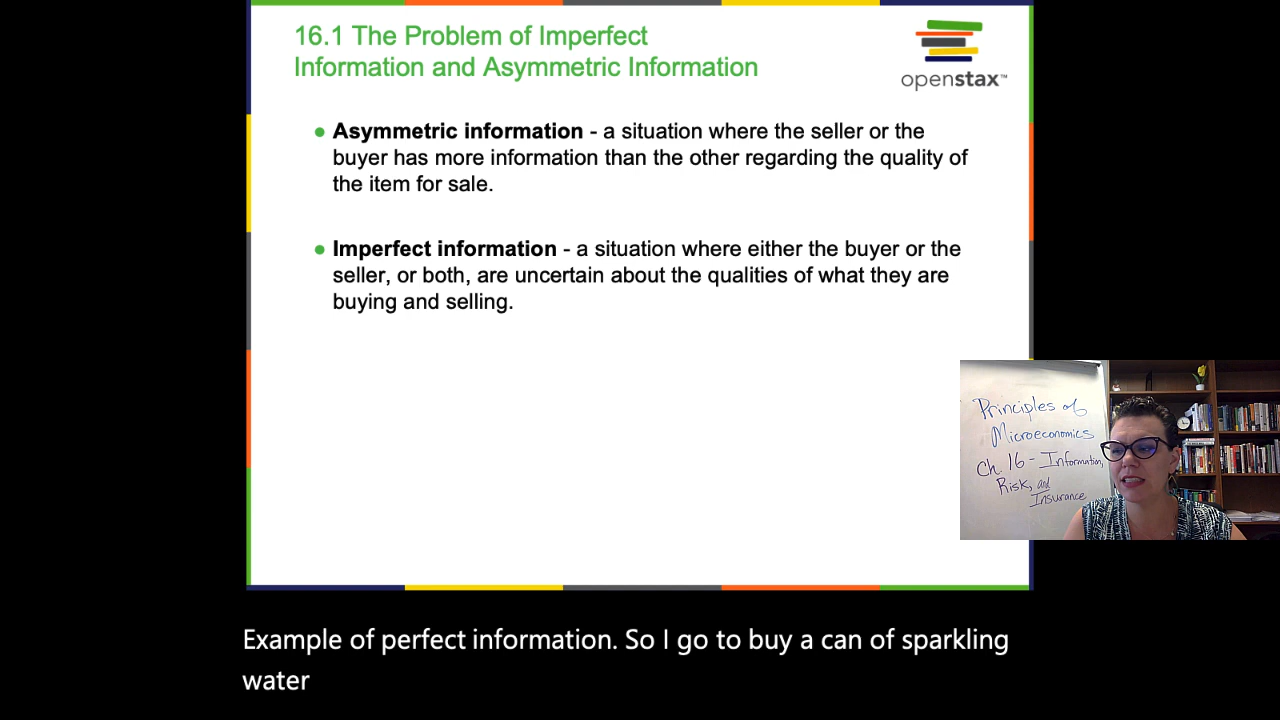 16.1 The Problem of Imperfect
Information and Asymmetric Information
openstax™
● Asymmetric information - a situation where the seller or the
buyer has more information than the other regarding the quality of
the item for sale.
● Imperfect information - a situation where either the buyer or the
seller, or both, are uncertain about the qualities of what they are
buying and selling.
Principles of
Microeconomics
Ch. 16 - Information,
Risk, and
Insurance
Example of perfect information. So I go to buy a can of sparkling
water